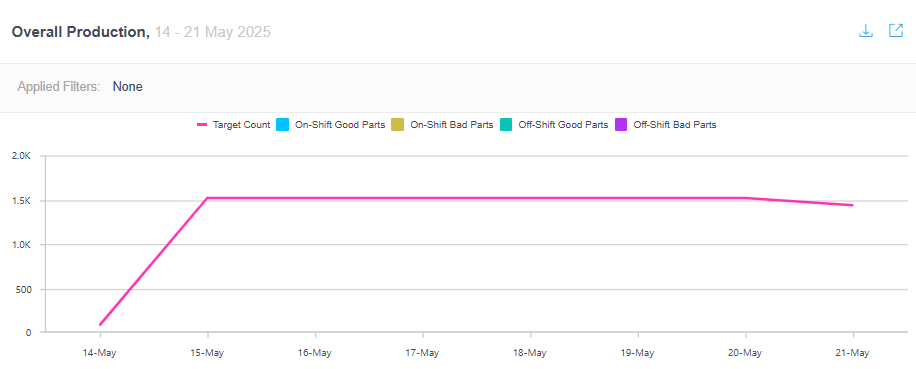 Overall Production, 14 - 21 May 2025
Applied Filters: None
Target Count On-Shift Good Parts On-Shift Bad Parts Off-Shift Good Parts Off-Shift Bad Parts
2.0K
1.5K
1.0K
500
0
14-May 15-May 16-May 17-May 18-May 19-May 20-May 21-May